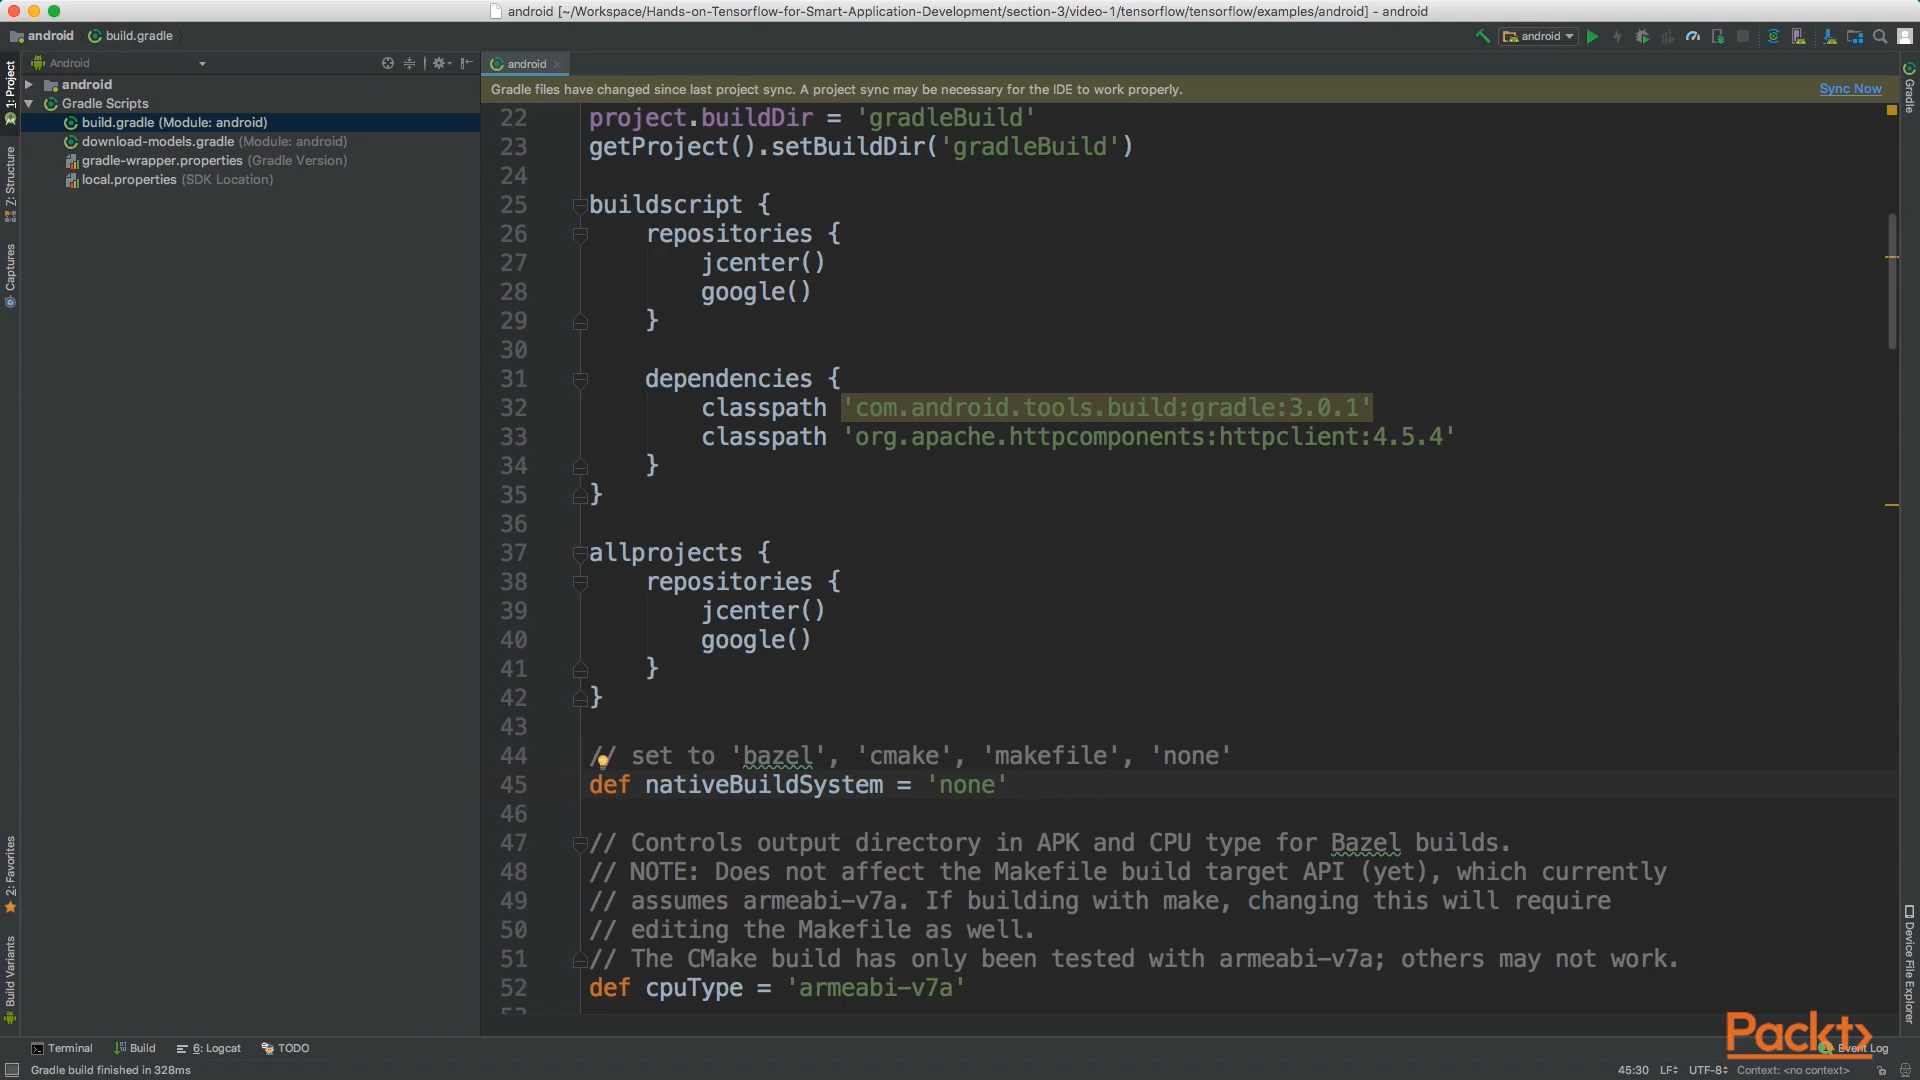 android [~/Workspace/Hands-on-Tensorflow-for-Smart-Application-Development/section-3/video-1/tensorflow/tensorflow/examples/android] - android
android build.gradle android
Android android
1: Project
Z: Structure
Captures
2: Favorites
Build Variants
android
Gradle Scripts
build.gradle (Module: android)
download-models.gradle (Module: android)
gradle-wrapper.properties (Gradle Version)
local.properties (SDK Location)
Gradle files have changed since last project sync. A project sync may be necessary for the IDE to work properly. Sync Now
22 project.buildDir = 'gradleBuild'
23 getProject().setBuildDir('gradleBuild')
24
25 buildscript {
26 repositories {
27 jcenter()
28 google()
29 }
30
31 dependencies {
32 classpath 'com.android.tools.build:gradle:3.0.1'
33 classpath 'org.apache.httpcomponents:httpclient:4.5.4'
34 }
35 }
36
37 allprojects {
38 repositories {
39 jcenter()
40 google()
41 }
42 }
43
44 // set to 'bazel', 'cmake', 'makefile', 'none'
45 def nativeBuildSystem = 'none'
46
47 // Controls output directory in APK and CPU type for Bazel builds.
48 // NOTE: Does not affect the Makefile build target API (yet), which currently
49 // assumes armeabi-v7a. If building with make, changing this will require
50 // editing the Makefile as well.
51 // The CMake build has only been tested with armeabi-v7a; others may not work.
52 def cpuType = 'armeabi-v7a'
Gradle
Device File Explorer
Packt>
Terminal Build 6: Logcat TODO Event Log
Gradle build finished in 328ms 45:30 LF UTF-8 Context: <no context>